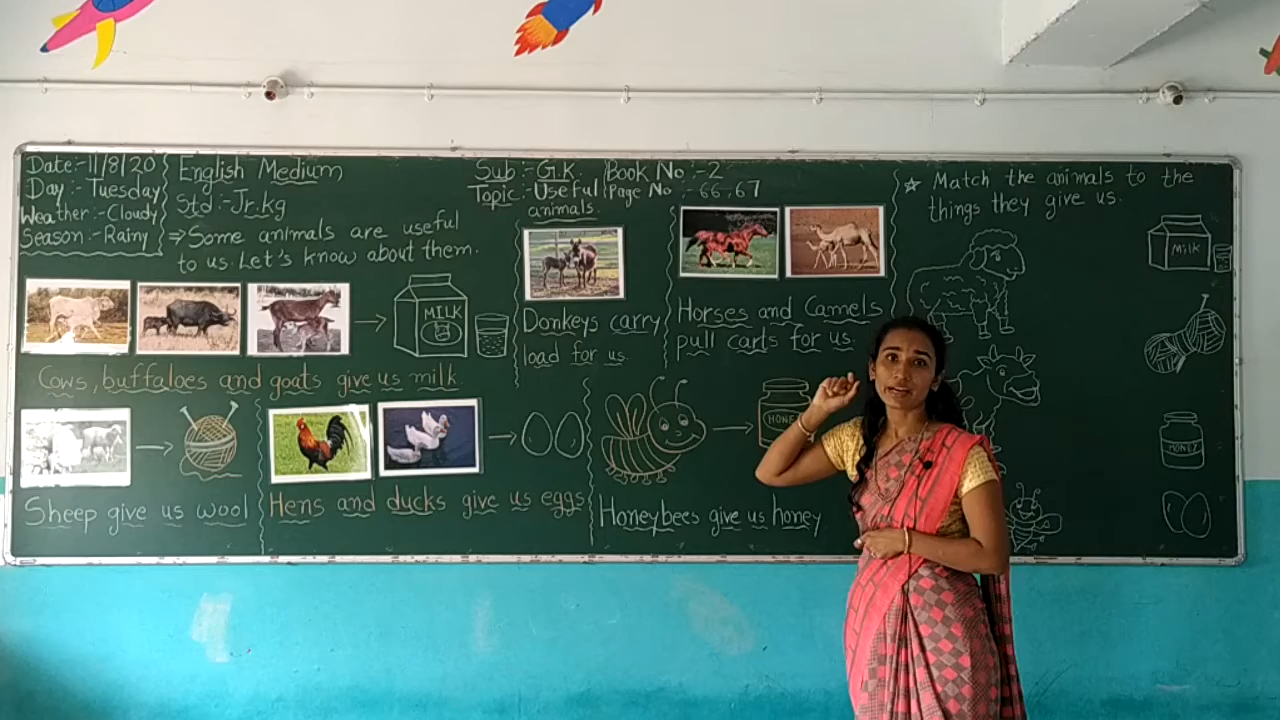 Date:-11/8/20
Day:-Tuesday
Weather:-Cloudy
Season:-Rainy
English Medium
Std:-Jr.kg
⇒Some animals are useful
to us. Let's know about them.
Sub:-G.K.
Topic:-Useful
animals.
Book No:-2
Page No:-66,67
MILK
Cows, buffaloes and goats give us milk.
Donkeys carry
load for us.
Horses and Camels
pull carts for us.
Sheep give us wool
Hens and ducks give us eggs
HONEY
Honeybees give us honey
☆ Match the animals to the
things they give us.
Milk
HONEY